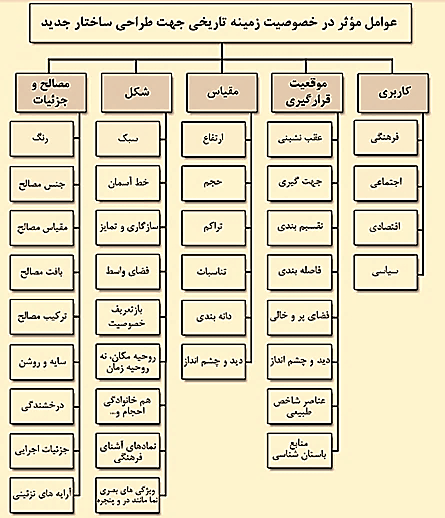 عوامل مؤثر در خصوصیت زمینه تاریخی جهت طراحی ساختار جدید
کاربری
فرهنگی
اجتماعی
اقتصادی
سیاسی
موقعیت
قرارگیری
عقب نشینی
جهت گیری
تقسیم بندی
فاصله بندی
فضای پر و خالی
دید و چشم انداز
عناصر شاخص
طبیعی
منابع
باستان شناسی
مقیاس
ارتفاع
حجم
تراکم
تناسبات
دانه بندی
دید و چشم انداز
شکل
سبک
خط آسمان
سازگاری و تمایز
فضای واسط
بازتعریف
خصوصیت
روحیه مکان، نه
روحیه زمان
هم خانوادگی
احجام و...
نمادهای آشنای
فرهنگی
ویژگی های بصری
نما مانند در و پنجره
مصالح و
جزئیات
رنگ
جنس مصالح
مقیاس مصالح
بافت مصالح
ترکیب مصالح
سایه و روشن
درخشندگی
جزئیات اجرایی
آرایه های تزئینی